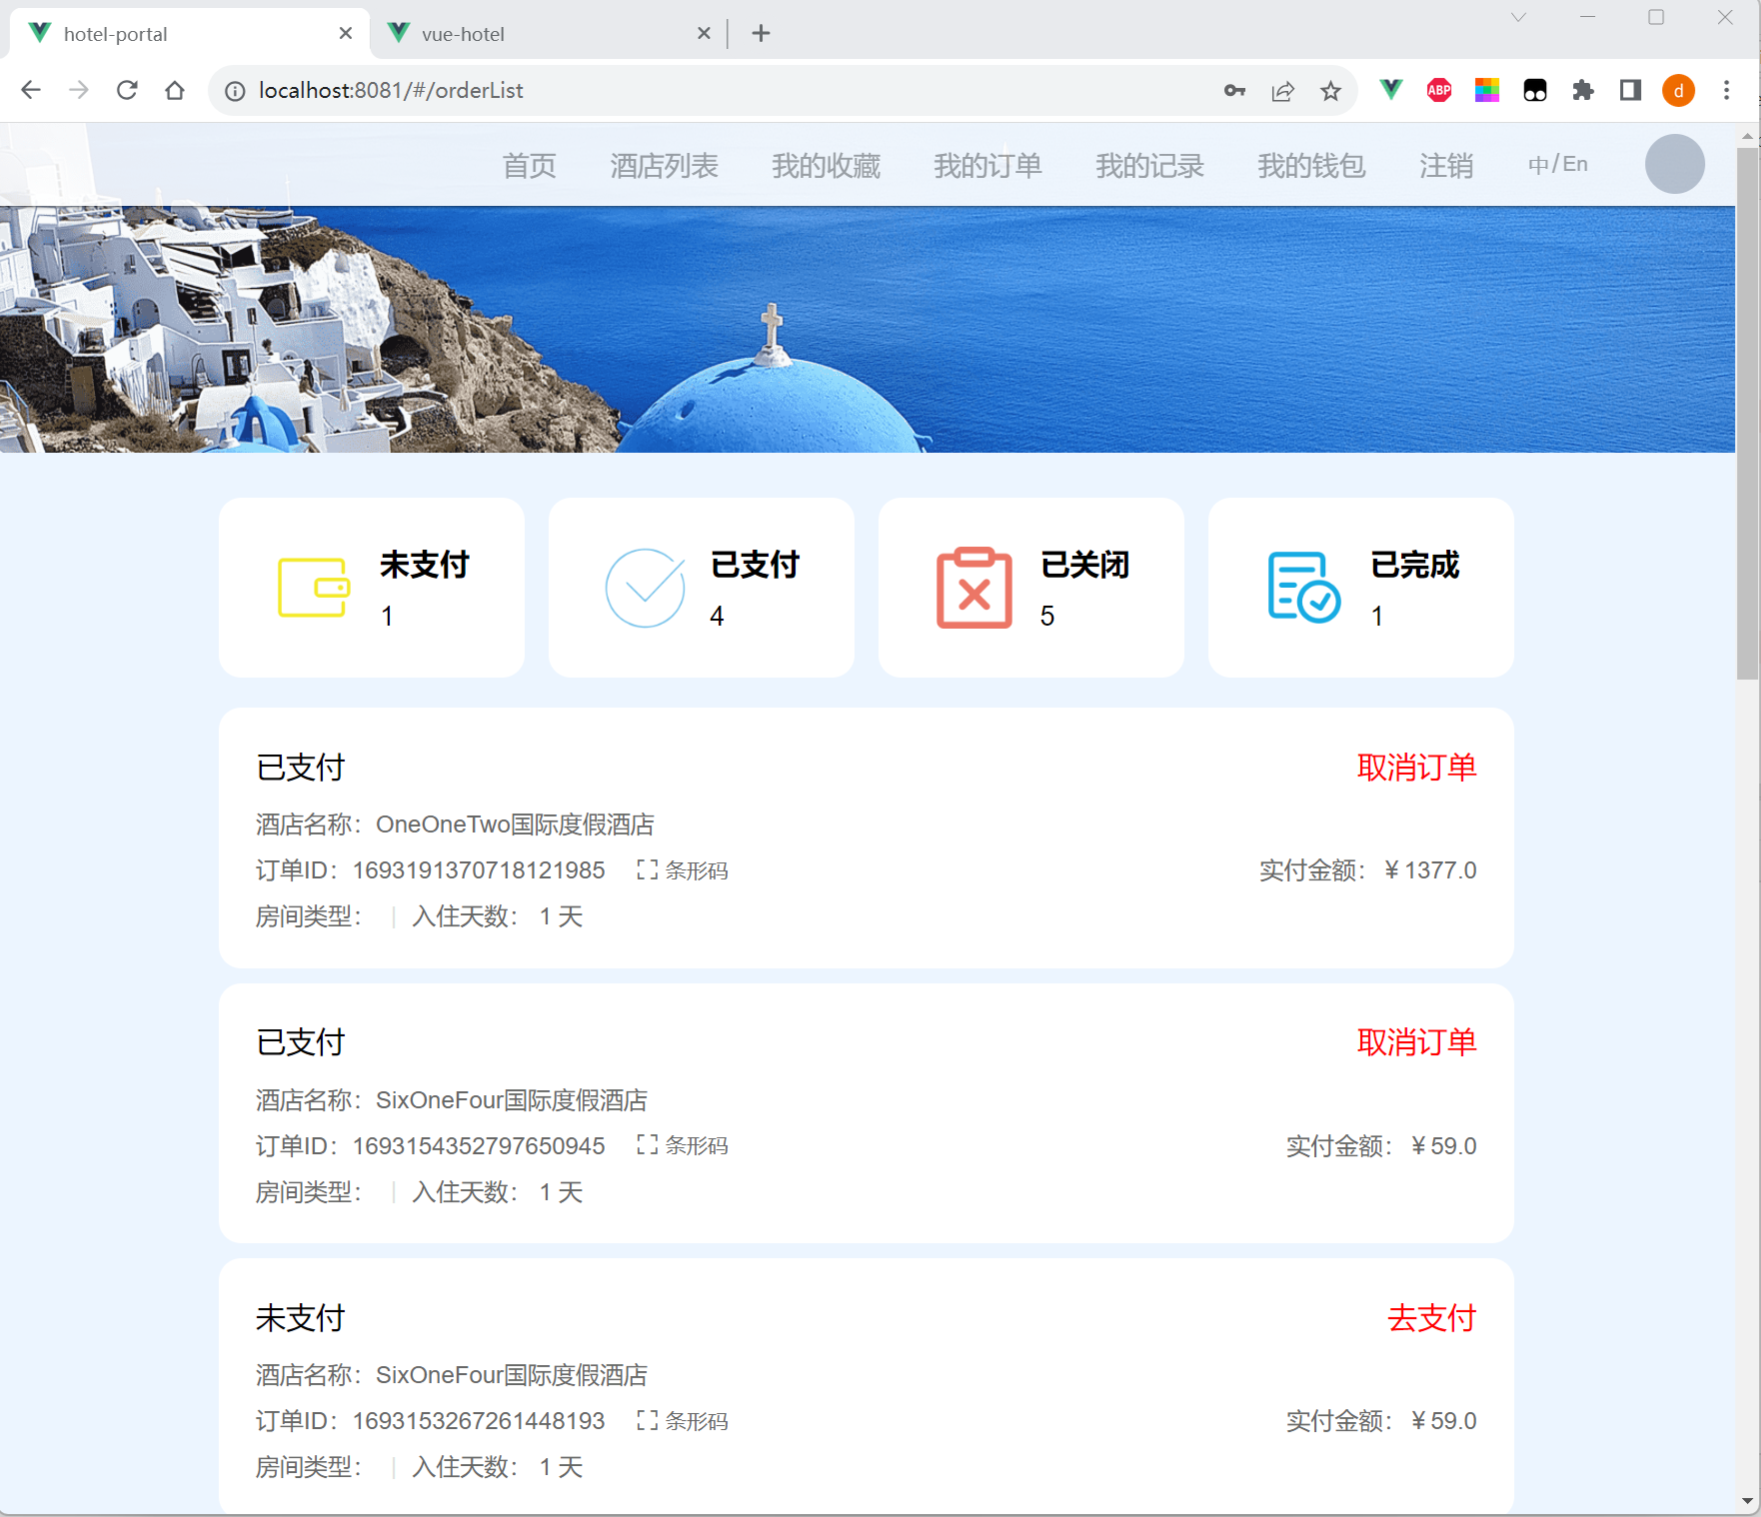 hotel-portal
vue-hotel
localhost:8081/#/orderList
ABP
d
首页 酒店列表 我的收藏 我的订单 我的记录 我的钱包 注销 中/En
未支付
1
已支付
4
已关闭
5
已完成
1
已支付 取消订单
酒店名称：OneOneTwo国际度假酒店
订单ID：1693191370718121985 条形码 实付金额：￥1377.0
房间类型： | 入住天数： 1 天
已支付 取消订单
酒店名称：SixOneFour国际度假酒店
订单ID：1693154352797650945 条形码 实付金额：￥59.0
房间类型： | 入住天数： 1 天
未支付 去支付
酒店名称：SixOneFour国际度假酒店
订单ID：1693153267261448193 条形码 实付金额：￥59.0
房间类型： | 入住天数： 1 天